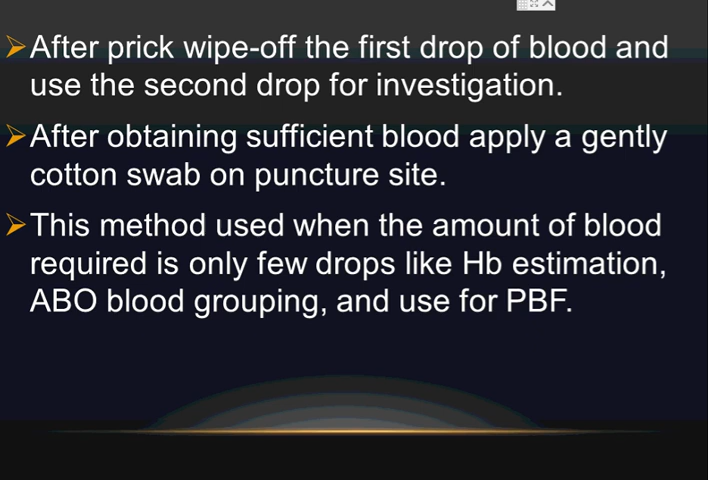 After prick wipe-off the first drop of blood and
use the second drop for investigation.
After obtaining sufficient blood apply a gently
cotton swab on puncture site.
This method used when the amount of blood
required is only few drops like Hb estimation,
ABO blood grouping, and use for PBF.